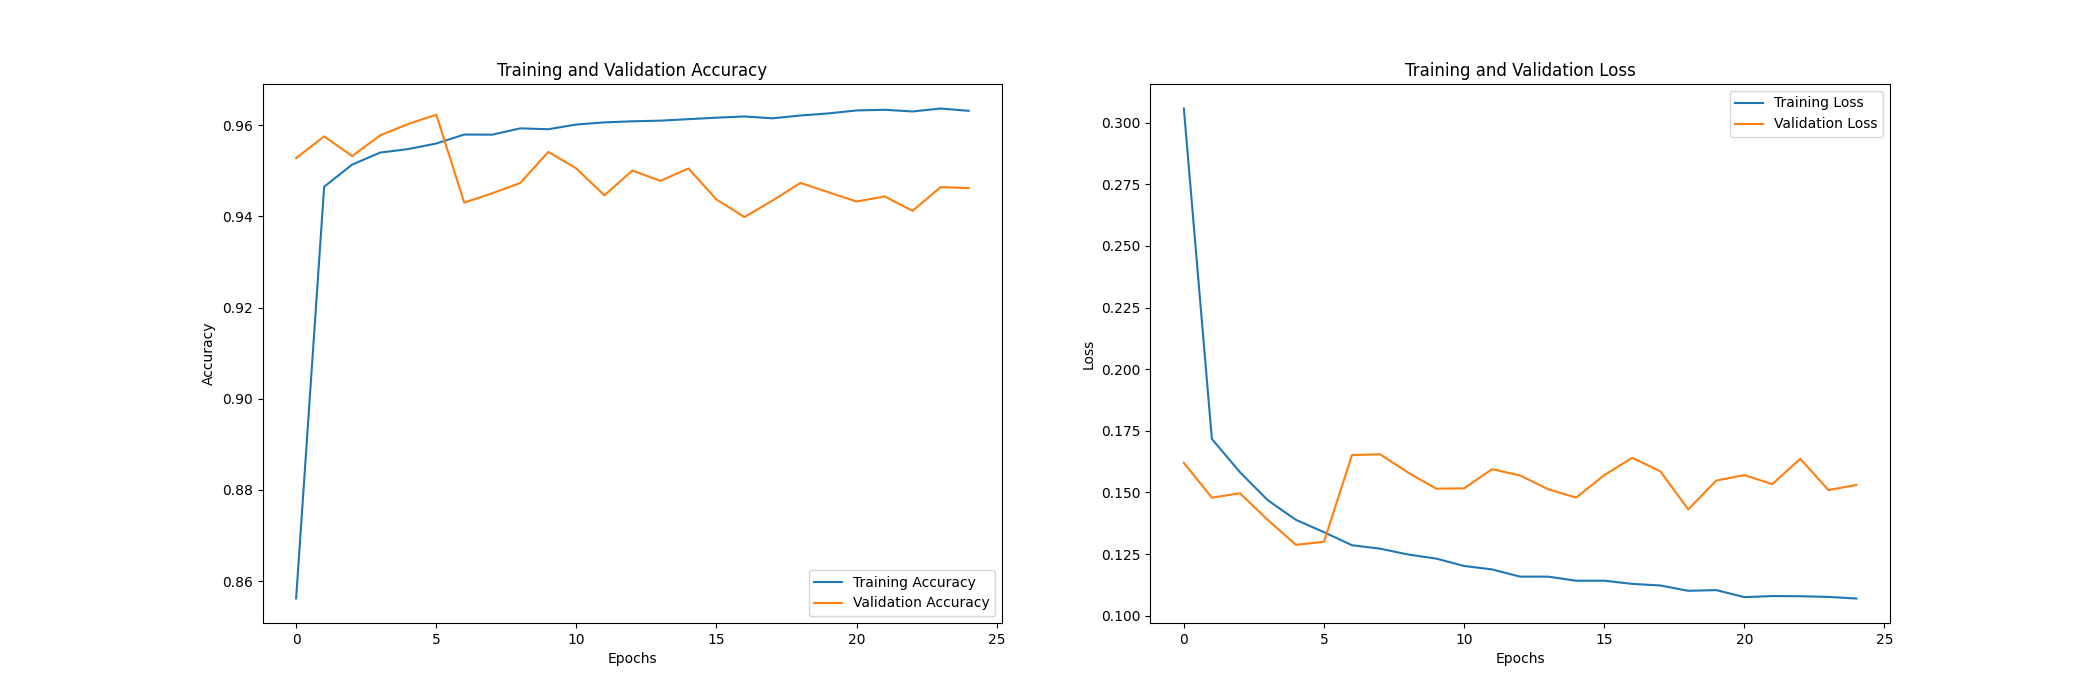 Training and Validation Accuracy
Accuracy
0.96
0.94
0.92
0.90
0.88
0.86
0 5 10 15 20 25
Epochs
Training Accuracy
Validation Accuracy
Training and Validation Loss
Loss
0.300
0.275
0.250
0.225
0.200
0.175
0.150
0.125
0.100
0 5 10 15 20 25
Epochs
Training Loss
Validation Loss